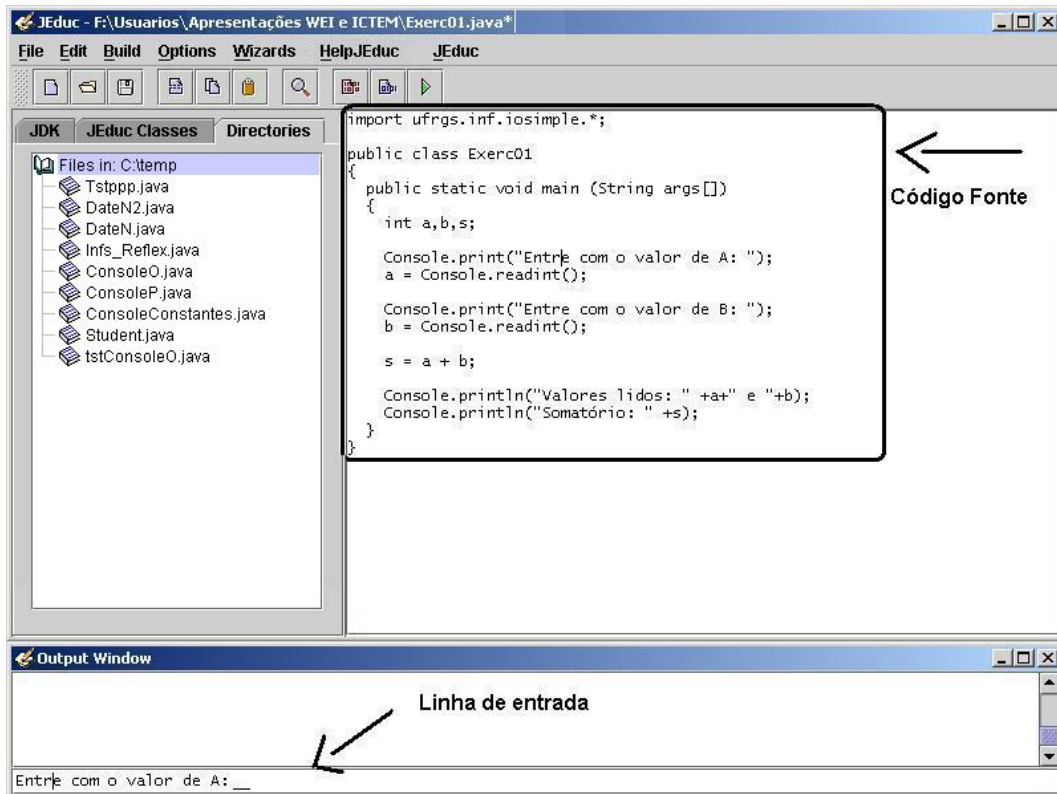 JEduc - F:\Usuarios\Apresentações WEI e ICTEM\Exerc01.java*
File Edit Build Options Wizards HelpJEduc JEduc
JDK JEduc Classes Directories
Files in: C:\temp
Tstppp.java
DateN2.java
DateN.java
Infs_Reflex.java
ConsoleO.java
ConsoleP.java
ConsoleConstantes.java
Student.java
tstConsoleO.java
import ufrgs.inf.iosimple.*;
public class Exerc01
{
public static void main (String args[])
{
int a,b,s;
Console.print("Entre com o valor de A: ");
a = Console.readint();
Console.print("Entre com o valor de B: ");
b = Console.readint();
s = a + b;
Console.println("Valores lidos: " +a+" e "+b);
Console.println("Somatório: " +s);
}
}
Código Fonte
Output Window
Linha de entrada
Entre com o valor de A:__